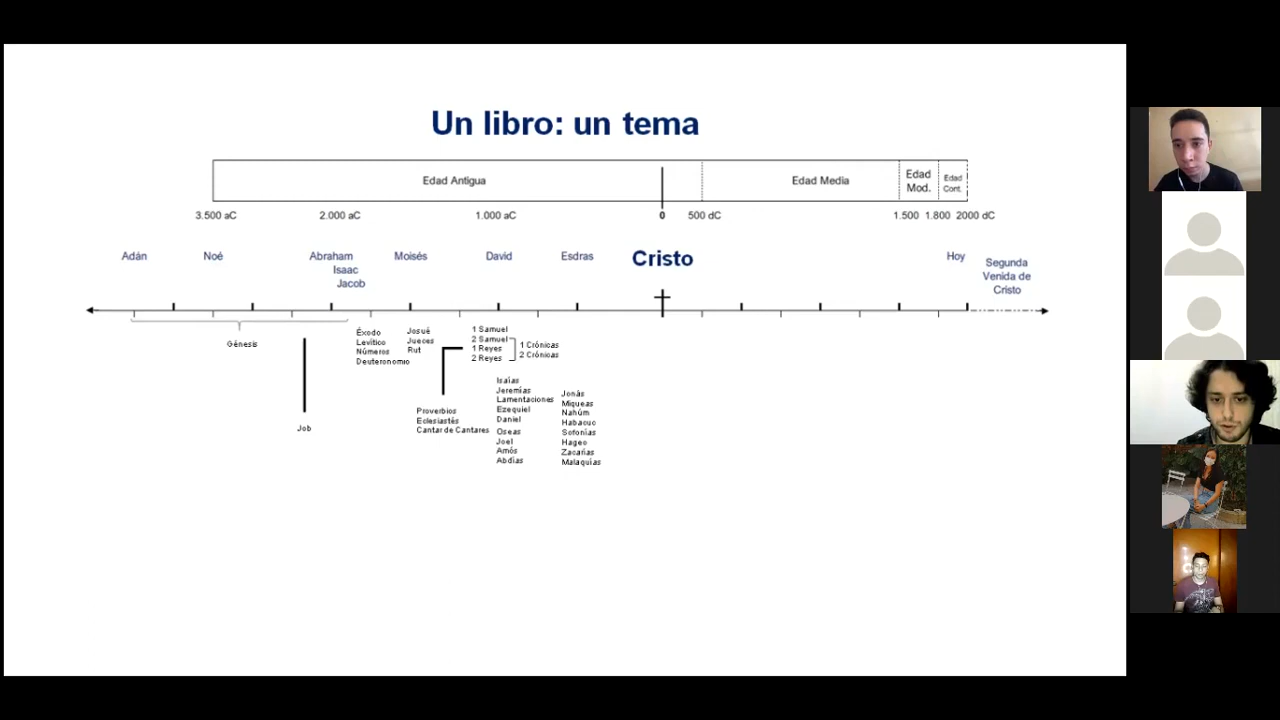 Un libro: un tema
Edad Antigua
Edad Media
Edad
Mod.
Edad
Cont.
3.500 aC
2.000 aC
1.000 aC
0
500 dC
1.500
1.800
2000 dC
Adán
Noé
Abraham
Isaac
Jacob
Moisés
David
Esdras
Cristo
Hoy
Segunda
Venida de
Cristo
Génesis
Job
Éxodo
Levítico
Números
Deuteronomio
Josué
Jueces
Rut
1 Samuel
2 Samuel
1 Reyes
2 Reyes
1 Crónicas
2 Crónicas
Proverbios
Eclesiastés
Cantar de Cantares
Isaías
Jeremías
Lamentaciones
Ezequiel
Daniel
Oseas
Joel
Amós
Abdías
Jonás
Miqueas
Nahúm
Habacuc
Sofonías
Hageo
Zacarías
Malaquías